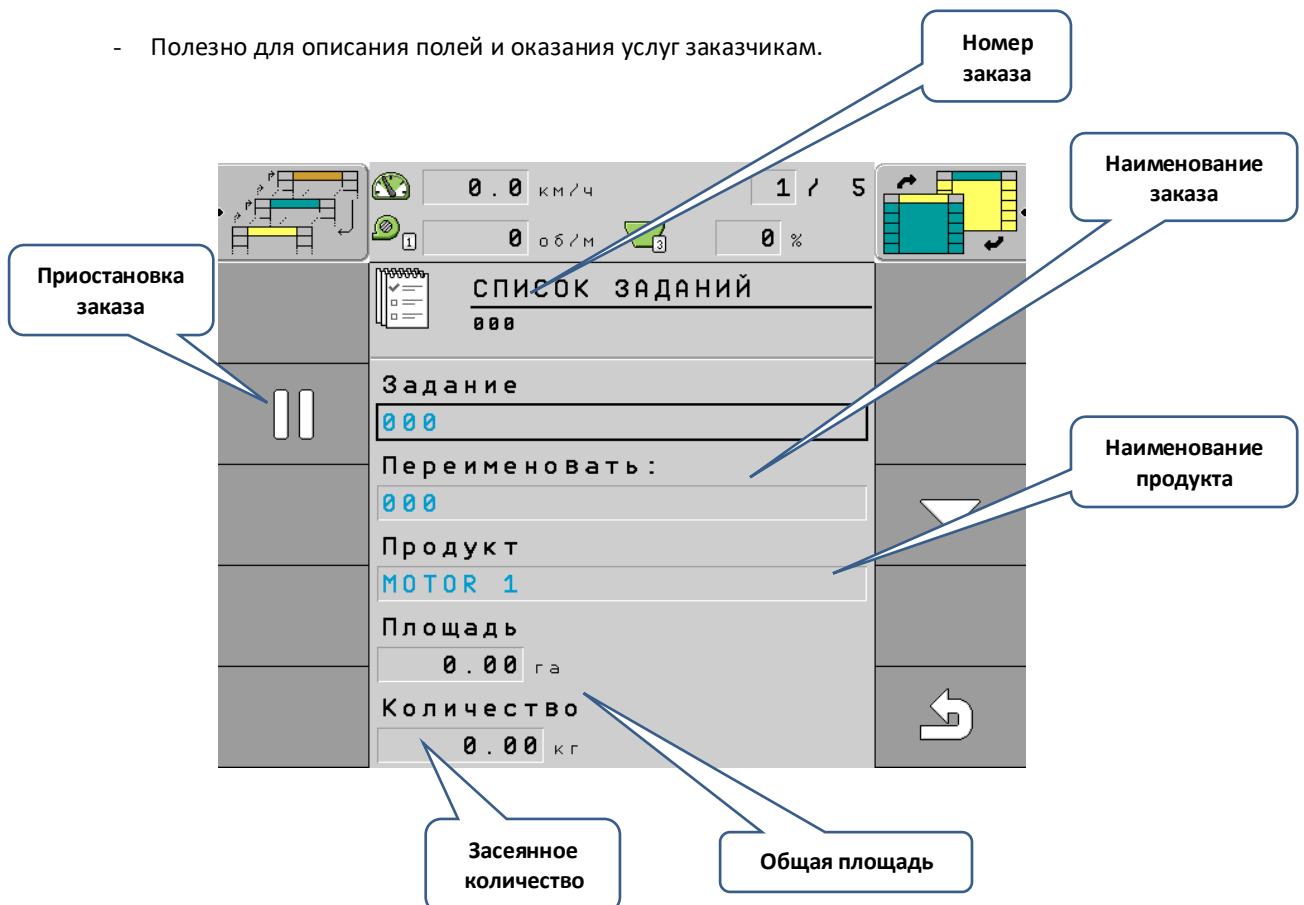 - Полезно для описания полей и оказания услуг заказчикам.
Номер
заказа
Наименование
заказа
0.0 км/ч
1 / 5
1
0 об/м
3
0 %
Приостановка
заказа
СПИСОК ЗАДАНИЙ
000
Задание
000
Переименовать:
000
Наименование
продукта
Продукт
MOTOR 1
Площадь
0.00 га
Количество
0.00 кг
Засеянное
количество
Общая площадь